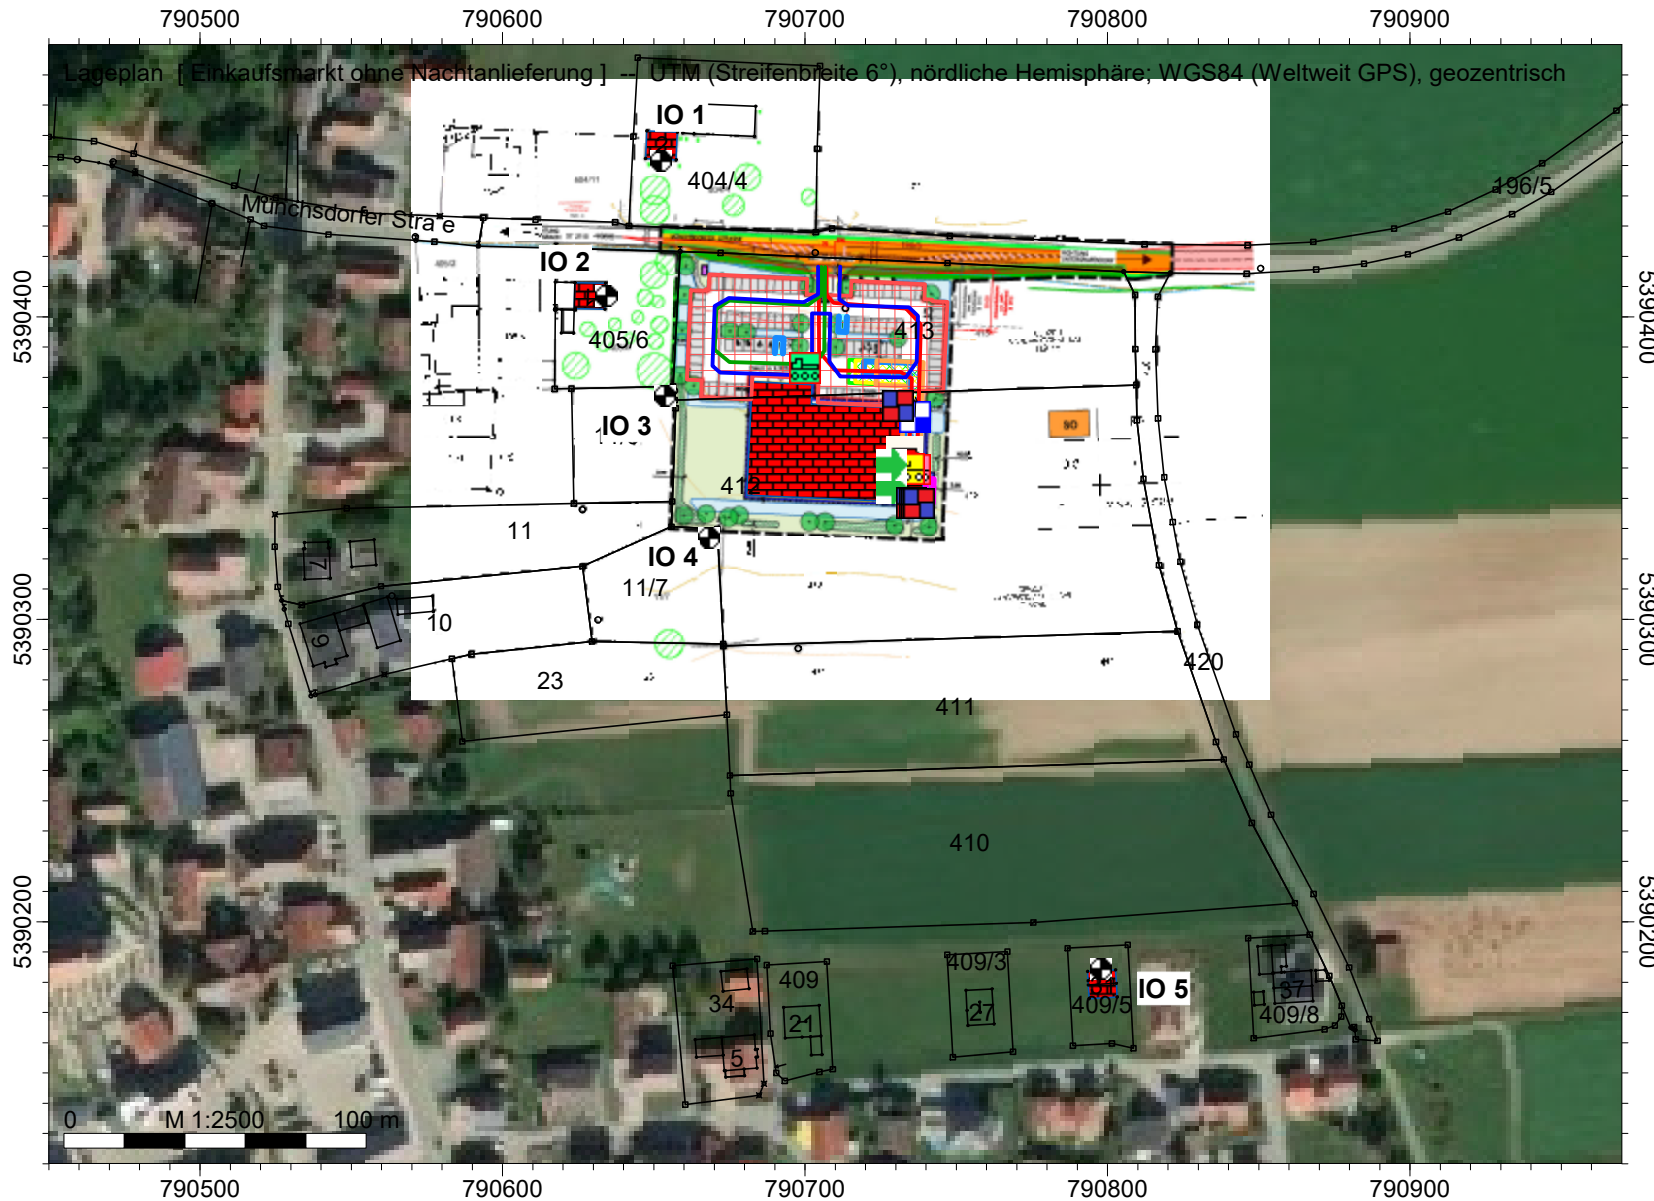 790500 790600 790700 790800 790900
Lageplan [ Einkaufsmarkt ohne Nachtanlieferung ] -- UTM (Streifenbreite 6°), nördliche Hemisphäre; WGS84 (Weltweit GPS), geozentrisch
IO 1
404/4
196/5
Münchsdorfer Stra e
IO 2
5390400
5390400
405/6
413
IO 3
SO
412
11
IO 4
7
11/7
10
6
5390300
5390300
420
23
411
410
5390200
5390200
409/3
409
34
IO 5
37
409/5
27
21
409/8
5
0 M 1:2500 100 m
790500 790600 790700 790800 790900